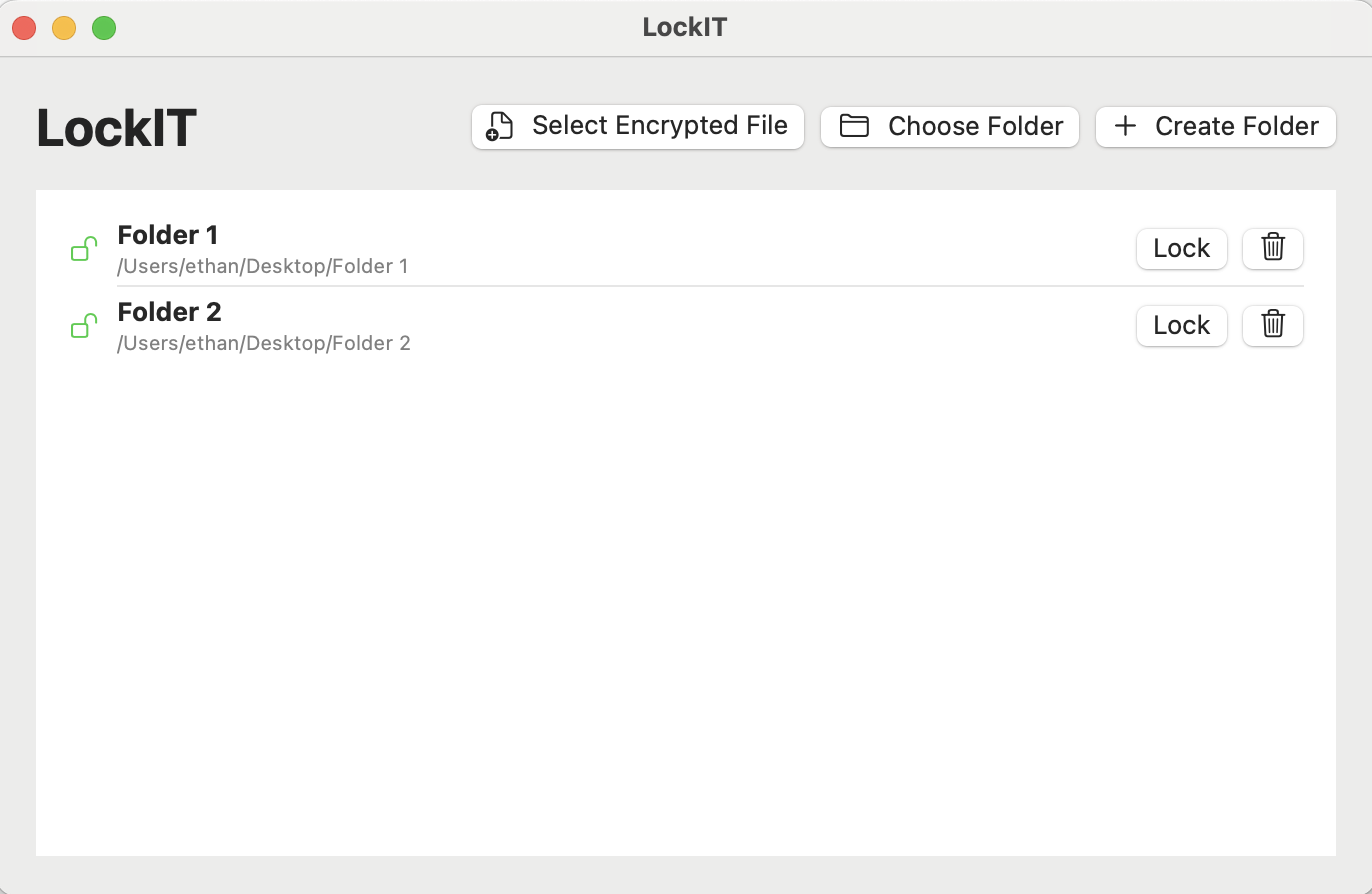 LockIT
LockIT
Select Encrypted File
Choose Folder
Create Folder
Folder 1
/Users/ethan/Desktop/Folder 1
Lock
Folder 2
/Users/ethan/Desktop/Folder 2
Lock